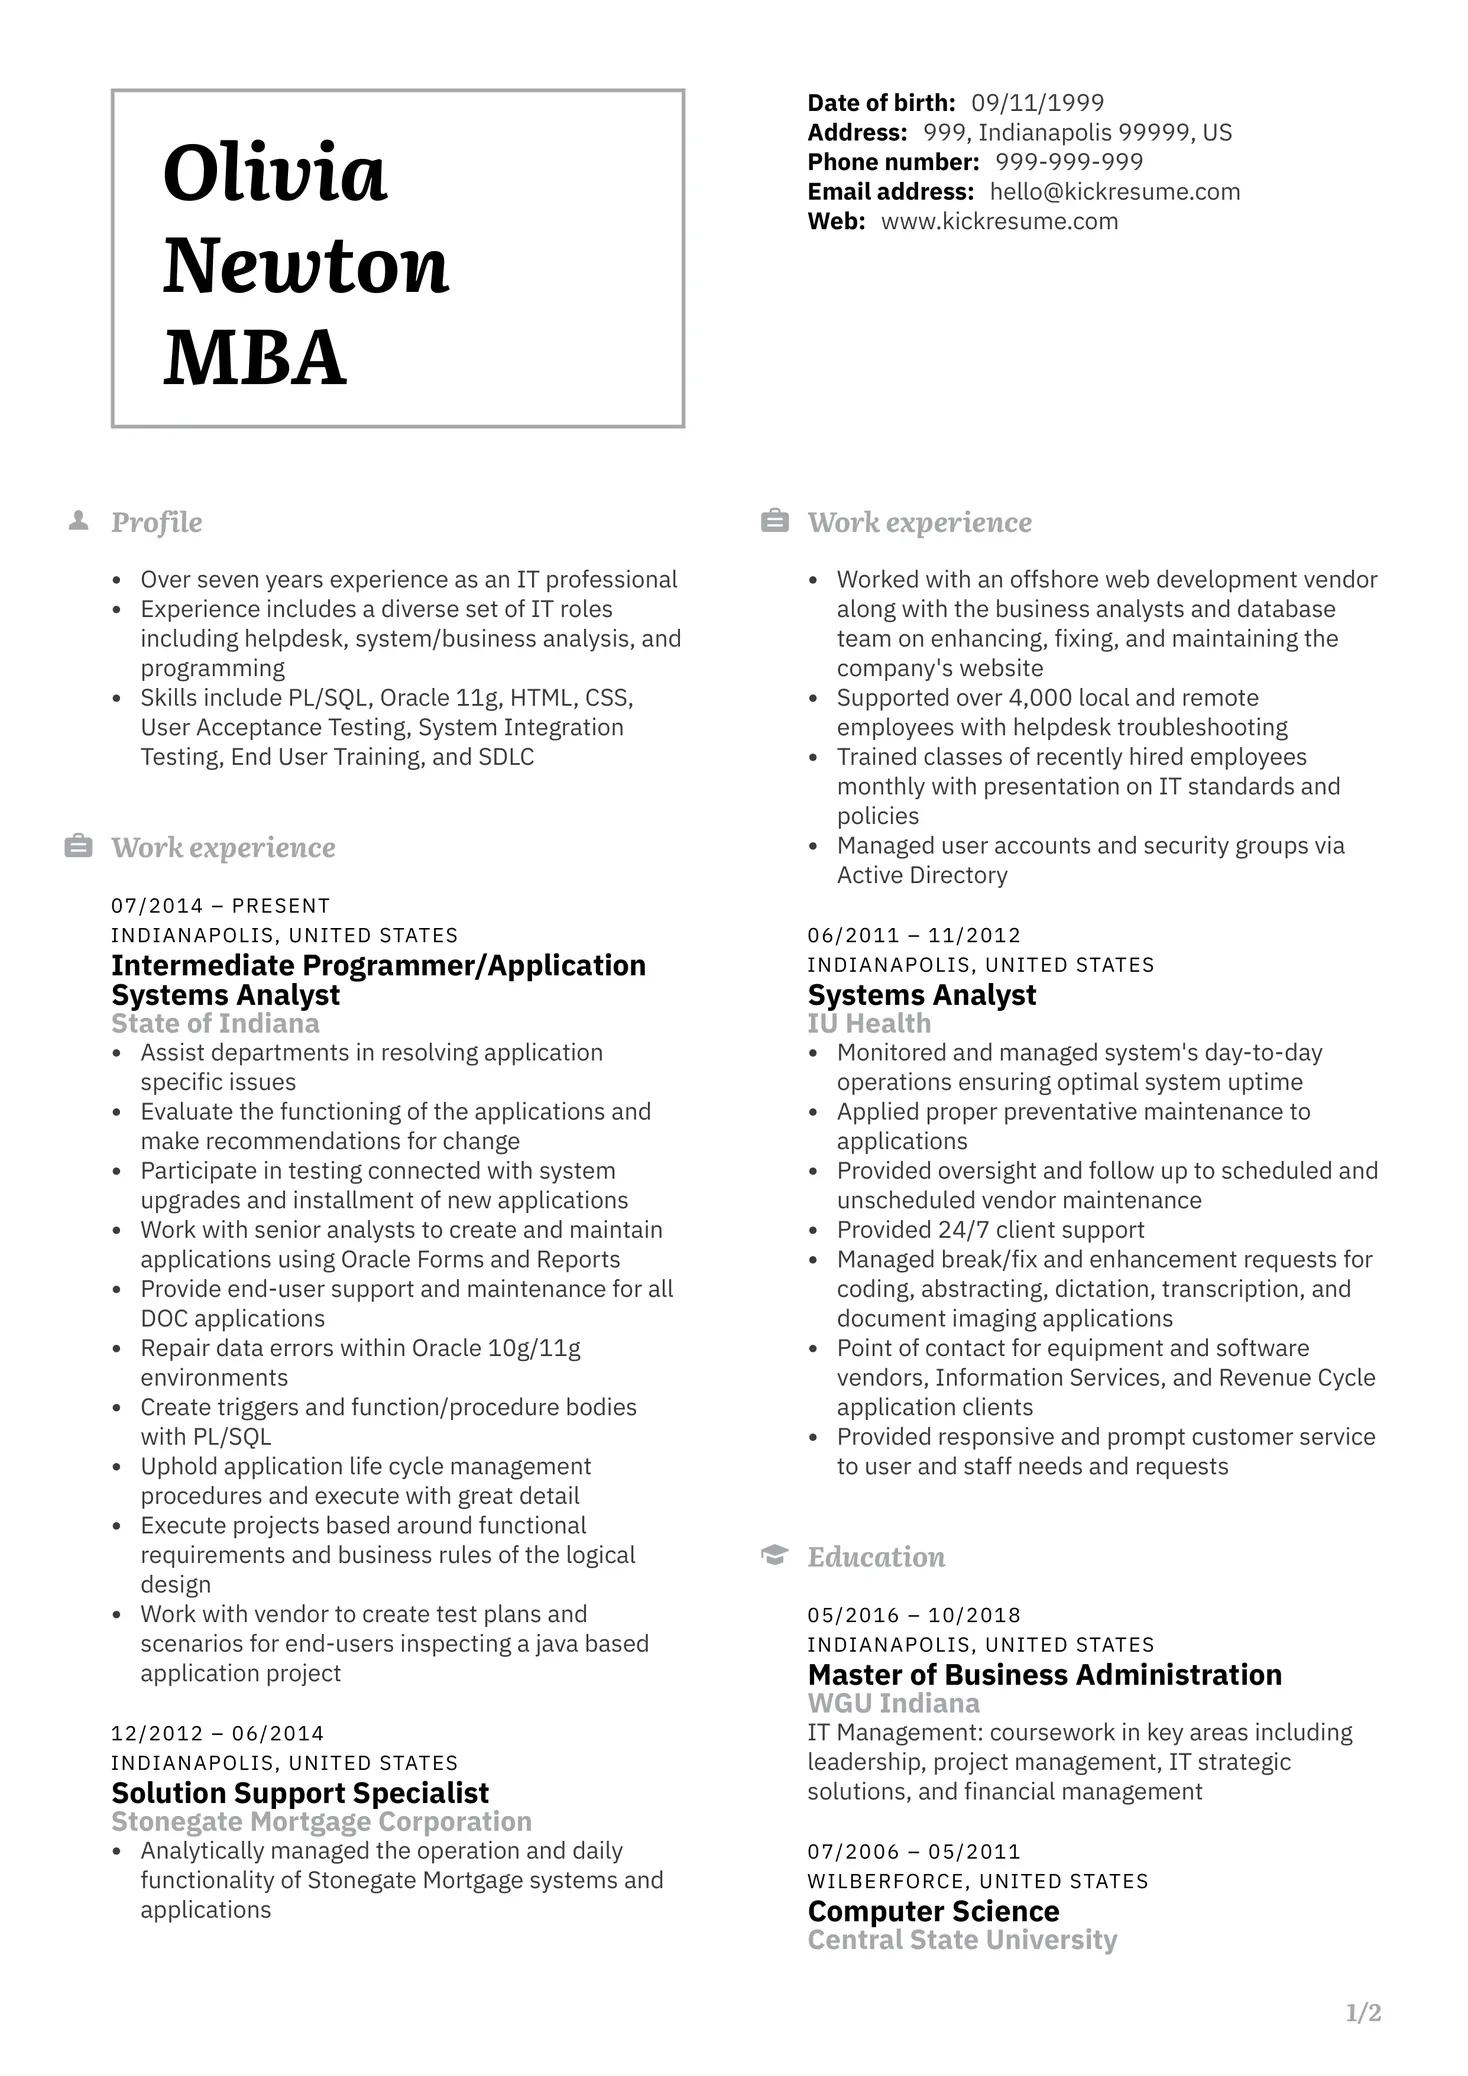 Olivia
Newton
MBA
Date of birth: 09/11/1999
Address: 999, Indianapolis 99999, US
Phone number: 999-999-999
Email address: hello@kickresume.com
Web: www.kickresume.com
Profile
• Over seven years experience as an IT professional
• Experience includes a diverse set of IT roles
including helpdesk, system/business analysis, and
programming
• Skills include PL/SQL, Oracle 11g, HTML, CSS,
User Acceptance Testing, System Integration
Testing, End User Training, and SDLC
Work experience
07/2014 – PRESENT
INDIANAPOLIS, UNITED STATES
Intermediate Programmer/Application
Systems Analyst
State of Indiana
• Assist departments in resolving application
specific issues
• Evaluate the functioning of the applications and
make recommendations for change
• Participate in testing connected with system
upgrades and installment of new applications
• Work with senior analysts to create and maintain
applications using Oracle Forms and Reports
• Provide end-user support and maintenance for all
DOC applications
• Repair data errors within Oracle 10g/11g
environments
• Create triggers and function/procedure bodies
with PL/SQL
• Uphold application life cycle management
procedures and execute with great detail
• Execute projects based around functional
requirements and business rules of the logical
design
• Work with vendor to create test plans and
scenarios for end-users inspecting a java based
application project
12/2012 – 06/2014
INDIANAPOLIS, UNITED STATES
Solution Support Specialist
Stonegate Mortgage Corporation
• Analytically managed the operation and daily
functionality of Stonegate Mortgage systems and
applications
Work experience
• Worked with an offshore web development vendor
along with the business analysts and database
team on enhancing, fixing, and maintaining the
company's website
• Supported over 4,000 local and remote
employees with helpdesk troubleshooting
• Trained classes of recently hired employees
monthly with presentation on IT standards and
policies
• Managed user accounts and security groups via
Active Directory
06/2011 – 11/2012
INDIANAPOLIS, UNITED STATES
Systems Analyst
IU Health
• Monitored and managed system's day-to-day
operations ensuring optimal system uptime
• Applied proper preventative maintenance to
applications
• Provided oversight and follow up to scheduled and
unscheduled vendor maintenance
• Provided 24/7 client support
• Managed break/fix and enhancement requests for
coding, abstracting, dictation, transcription, and
document imaging applications
• Point of contact for equipment and software
vendors, Information Services, and Revenue Cycle
application clients
• Provided responsive and prompt customer service
to user and staff needs and requests
Education
05/2016 – 10/2018
INDIANAPOLIS, UNITED STATES
Master of Business Administration
WGU Indiana
IT Management: coursework in key areas including
leadership, project management, IT strategic
solutions, and financial management
07/2006 – 05/2011
WILBERFORCE, UNITED STATES
Computer Science
Central State University
1/2